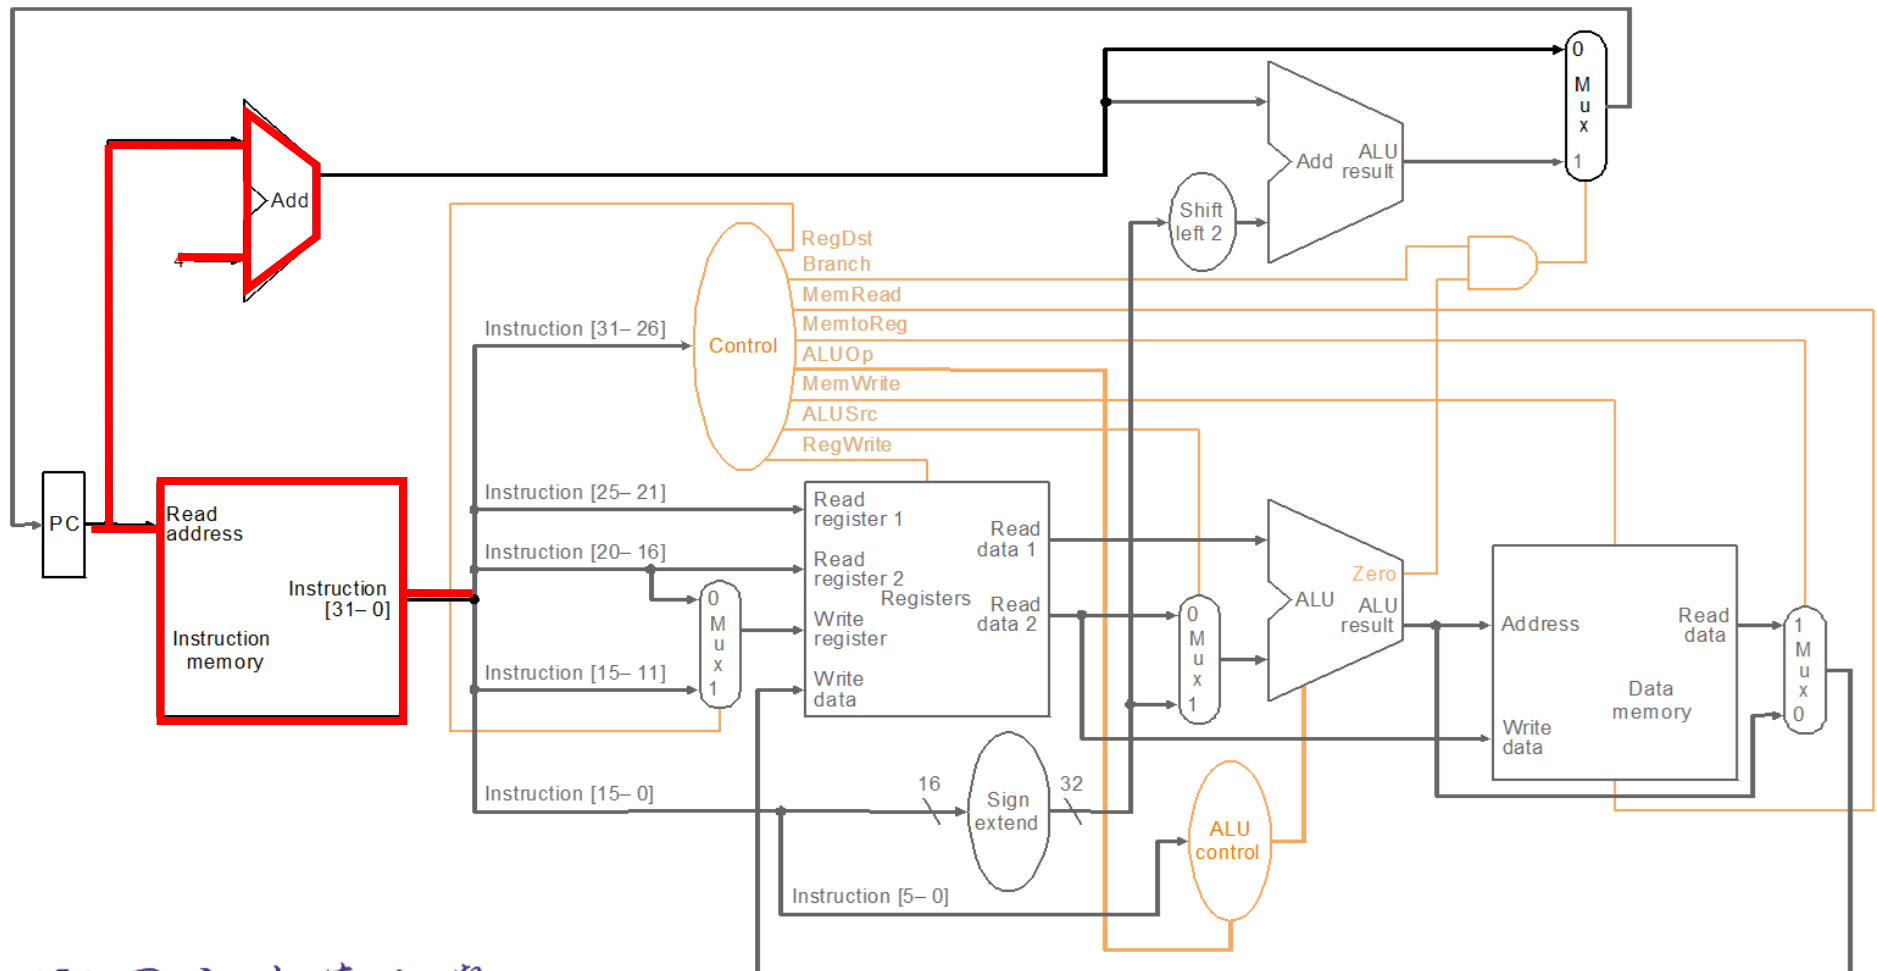 0
M
u
x
1
Add
ALU
result
Add
4
Shift
left 2
RegDst
Branch
MemRead
MemtoReg
ALUOp
MemWrite
ALUSrc
RegWrite
Control
Instruction [31–26]
PC
Read
address
Instruction
[31–0]
Instruction
memory
Instruction [25–21]
Instruction [20–16]
Instruction [15–11]
Instruction [15–0]
Instruction [5–0]
0
M
u
x
1
Read
register 1
Read
register 2
Write
register
Write
data
Registers
Read
data 1
Read
data 2
16
Sign
extend
32
0
M
u
x
1
Zero
ALU
ALU
result
ALU
control
Address
Write
data
Read
data
Data
memory
1
M
u
x
0